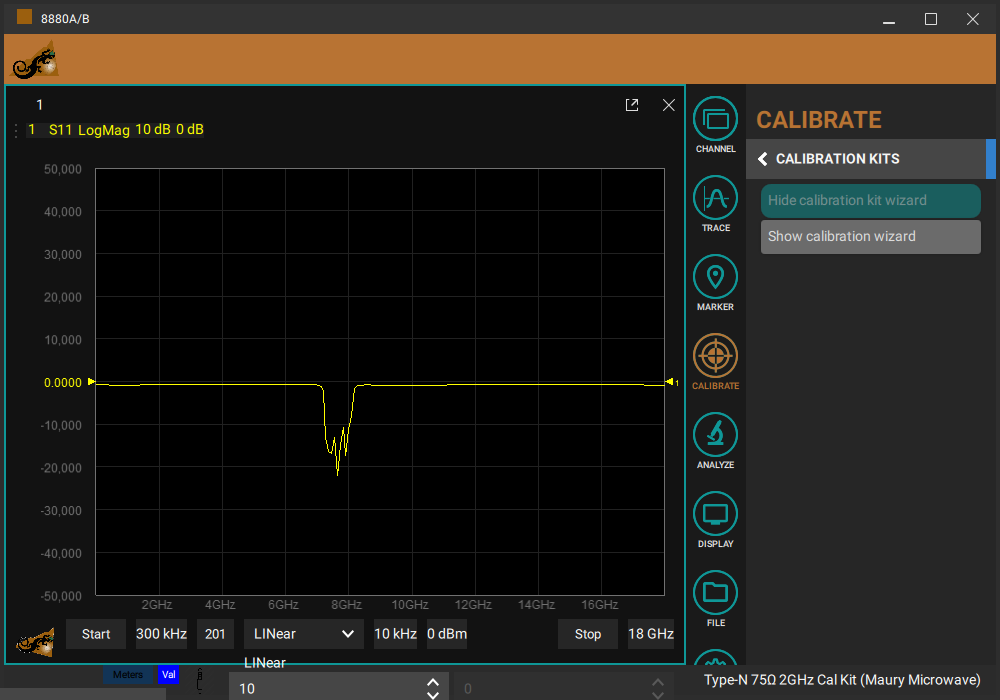 8880A/B
1
1 S11 LogMag 10 dB 0 dB
50,000
40,000
30,000
20,000
10,000
0.0000
1
-10,000
-20,000
-30,000
-40,000
-50,000
2GHz 4GHz 6GHz 8GHz 10GHz 12GHz 14GHz 16GHz
Start 300 kHz 201 LINear 10 kHz 0 dBm Stop 18 GHz
LINear
Meters Val
10 0
CHANNEL
TRACE
MARKER
CALIBRATE
ANALYZE
DISPLAY
FILE
CALIBRATE
CALIBRATION KITS
Hide calibration kit wizard
Show calibration wizard
Type-N 75Ω 2GHz Cal Kit (Maury Microwave)